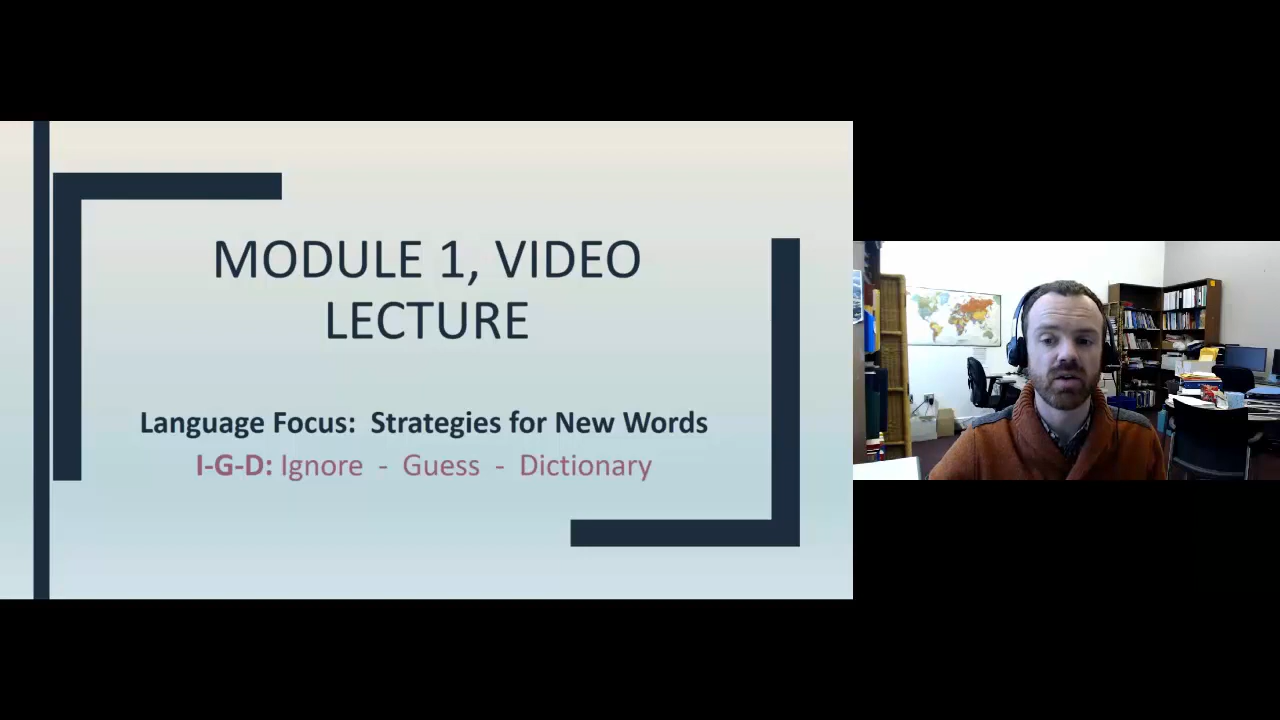 MODULE 1, VIDEO
LECTURE
Language Focus: Strategies for New Words
I-G-D: Ignore - Guess - Dictionary